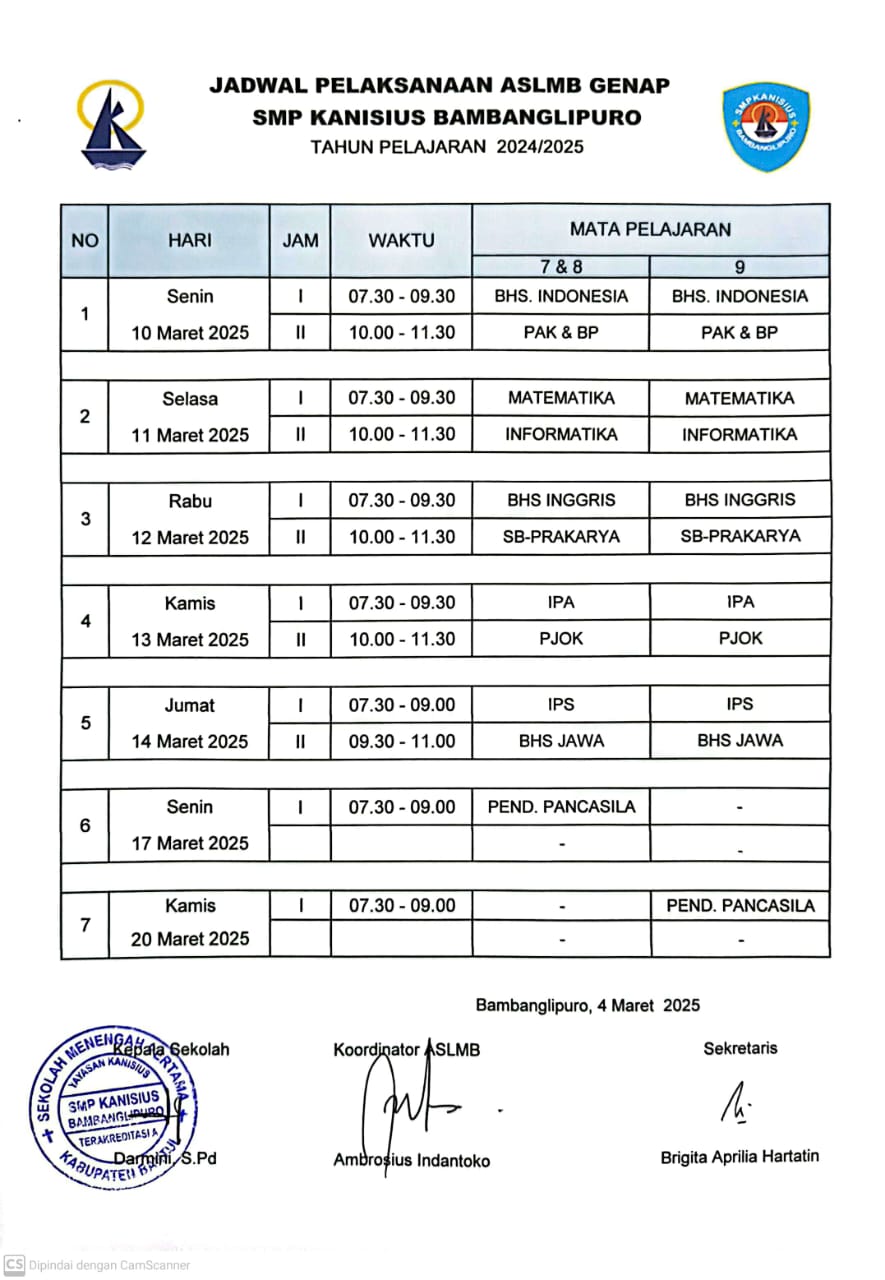 JADWAL PELAKSANAAN ASLMB GENAP
SMP KANISIUS BAMBANGLIPURO
TAHUN PELAJARAN 2024/2025
SMP KANISIUS
BAMBANGLIPURO
NO HARI JAM WAKTU MATA PELAJARAN
7 & 8 9
1 Senin I 07.30 - 09.30 BHS. INDONESIA BHS. INDONESIA
10 Maret 2025 II 10.00 - 11.30 PAK & BP PAK & BP
2 Selasa I 07.30 - 09.30 MATEMATIKA MATEMATIKA
11 Maret 2025 II 10.00 - 11.30 INFORMATIKA INFORMATIKA
3 Rabu I 07.30 - 09.30 BHS INGGRIS BHS INGGRIS
12 Maret 2025 II 10.00 - 11.30 SB-PRAKARYA SB-PRAKARYA
4 Kamis I 07.30 - 09.30 IPA IPA
13 Maret 2025 II 10.00 - 11.30 PJOK PJOK
5 Jumat I 07.30 - 09.00 IPS IPS
14 Maret 2025 II 09.30 - 11.00 BHS JAWA BHS JAWA
6 Senin I 07.30 - 09.00 PEND. PANCASILA -
17 Maret 2025 - -
7 Kamis I 07.30 - 09.00 - PEND. PANCASILA
20 Maret 2025 - -
Bambanglipuro, 4 Maret 2025
Kepala Sekolah Koordinator ASLMB Sekretaris
SEKOLAH MENENGAH PERTAMA
YAYASAN KANISIUS
SMP KANISIUS
BAMBANGLIPURO
TERAKREDITASI A
KABUPATEN BANTUL
Darmini, S.Pd Ambrosius Indantoko Brigita Aprilia Hartatin
CS Dipindai dengan CamScanner